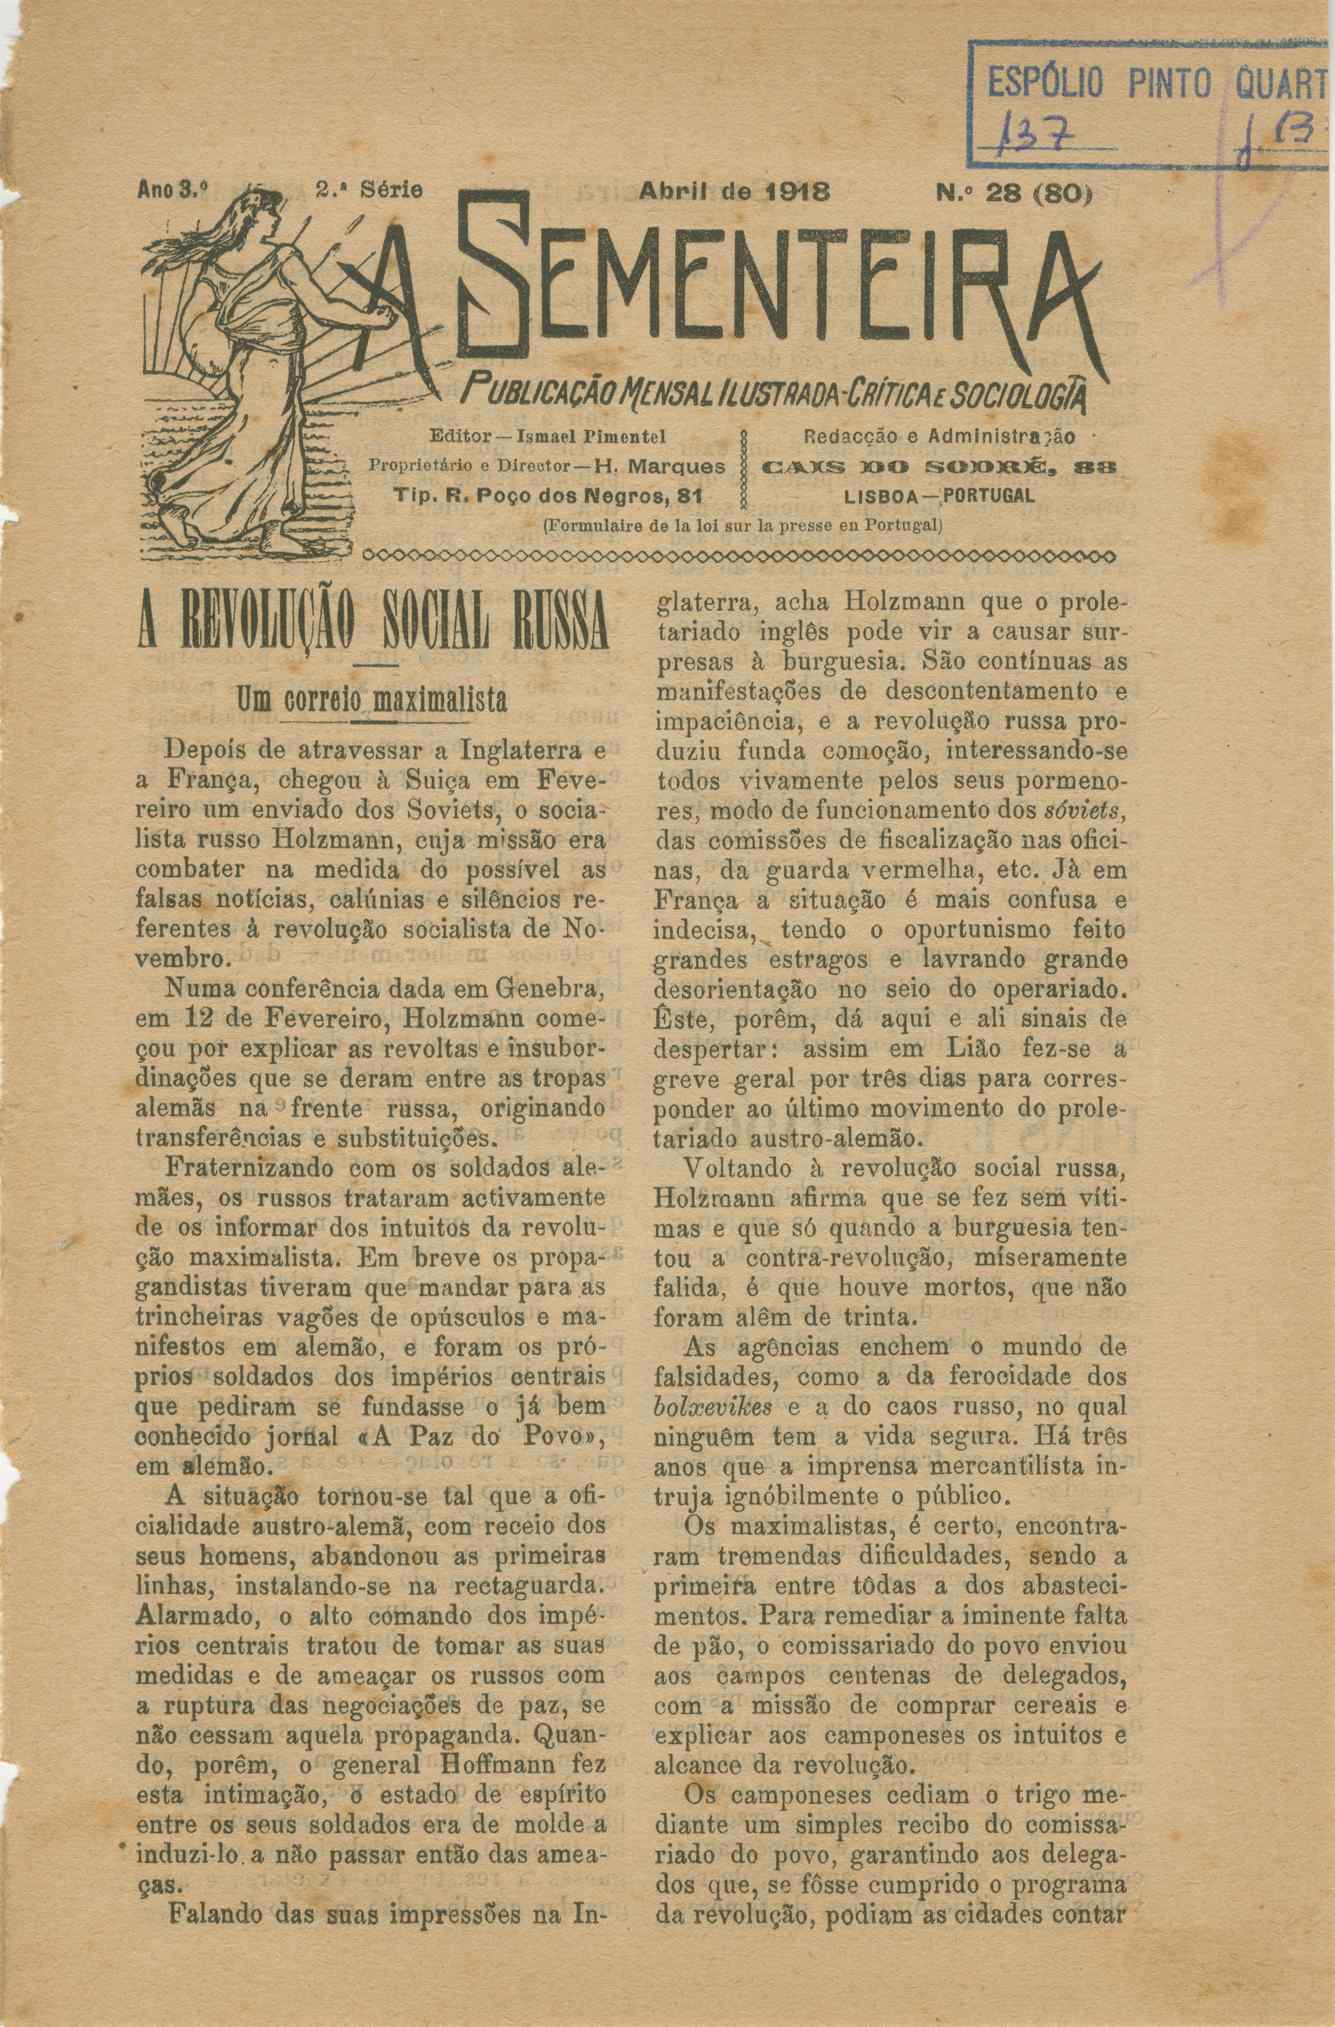 ESPÓLIO PINTO QUART
137
Ano 3.º 2.ª Série Abril de 1918 N.º 28 (80)
A SEMENTEIRA
PUBLICAÇÃO MENSAL ILUSTRADA-CRÍTICA E SOCIOLOGIA
Editor—Ismael Pimentel
Proprietário e Director—H. Marques
Tip. R. Poço dos Negros, 81
Redacção e Administração
CAIS DO SODRÉ, 88
LISBOA—PORTUGAL
(Formulaire de la loi sur la presse en Portugal)
A REVOLUÇÃO SOCIAL RUSSA
Um correio maximalista
Depois de atravessar a Inglaterra e
a França, chegou à Suiça em Feve-
reiro um enviado dos Soviets, o socia-
lista russo Holzmann, cuja missão era
combater na medida do possível as
falsas notícias, calúnias e silêncios re-
ferentes à revolução socialista de No-
vembro.
Numa conferência dada em Genebra,
em 12 de Fevereiro, Holzmann come-
çou por explicar as revoltas e insubor-
dinações que se deram entre as tropas
alemãs na frente russa, originando
transferências e substituições.
Fraternizando com os soldados ale-
mães, os russos trataram activamente
de os informar dos intuitos da revolu-
ção maximalista. Em breve os propa-
gandistas tiveram que mandar para as
trincheiras vagões de opúsculos e ma-
nifestos em alemão, e foram os pró-
prios soldados dos impérios centrais
que pediram se fundasse o já bem
conhecido jornal «A Paz do Povo»,
em alemão.
A situação tornou-se tal que a ofi-
cialidade austro-alemã, com receio dos
seus homens, abandonou as primeiras
linhas, instalando-se na rectaguarda.
Alarmado, o alto comando dos impé-
rios centrais tratou de tomar as suas
medidas e de ameaçar os russos com
a ruptura das negociações de paz, se
não cessam aquela propaganda. Quan-
do, porêm, o general Hoffmann fez
esta intimação, o estado de espírito
entre os seus soldados era de molde a
induzi-lo a não passar então das amea-
ças.
Falando das suas impressões na In-
glaterra, acha Holzmann que o prole-
tariado inglês pode vir a causar sur-
presas à burguesia. São contínuas as
manifestações de descontentamento e
impaciência, e a revolução russa pro-
duziu funda comoção, interessando-se
todos vivamente pelos seus pormeno-
res, modo de funcionamento dos sóviets,
das comissões de fiscalização nas ofici-
nas, da guarda vermelha, etc. Jà em
França a situação é mais confusa e
indecisa, tendo o oportunismo feito
grandes estragos e lavrando grande
desorientação no seio do operariado.
Êste, porêm, dá aqui e ali sinais de
despertar: assim em Lião fez-se a
greve geral por três dias para corres-
ponder ao último movimento do prole-
tariado austro-alemão.
Voltando à revolução social russa,
Holzmann afirma que se fez sem víti-
mas e que só quando a burguesia ten-
tou a contra-revolução, míseramente
falida, é que houve mortos, que não
foram alêm de trinta.
As agências enchem o mundo de
falsidades, como a da ferocidade dos
bolxevikes e a do caos russo, no qual
ninguêm tem a vida segura. Há três
anos que a imprensa mercantilísta in-
truja ignóbilmente o público.
Os maximalistas, é certo, encontra-
ram tremendas dificuldades, sendo a
primeira entre tôdas a dos abasteci-
mentos. Para remediar a iminente falta
de pão, o comissariado do povo enviou
aos campos centenas de delegados,
com a missão de comprar cereais e
explicar aos camponeses os intuitos e
alcance da revolução.
Os camponeses cediam o trigo me-
diante um simples recibo do comissa-
riado do povo, garantindo aos delega-
dos que, se fôsse cumprido o programa
da revolução, podiam as cidades contar